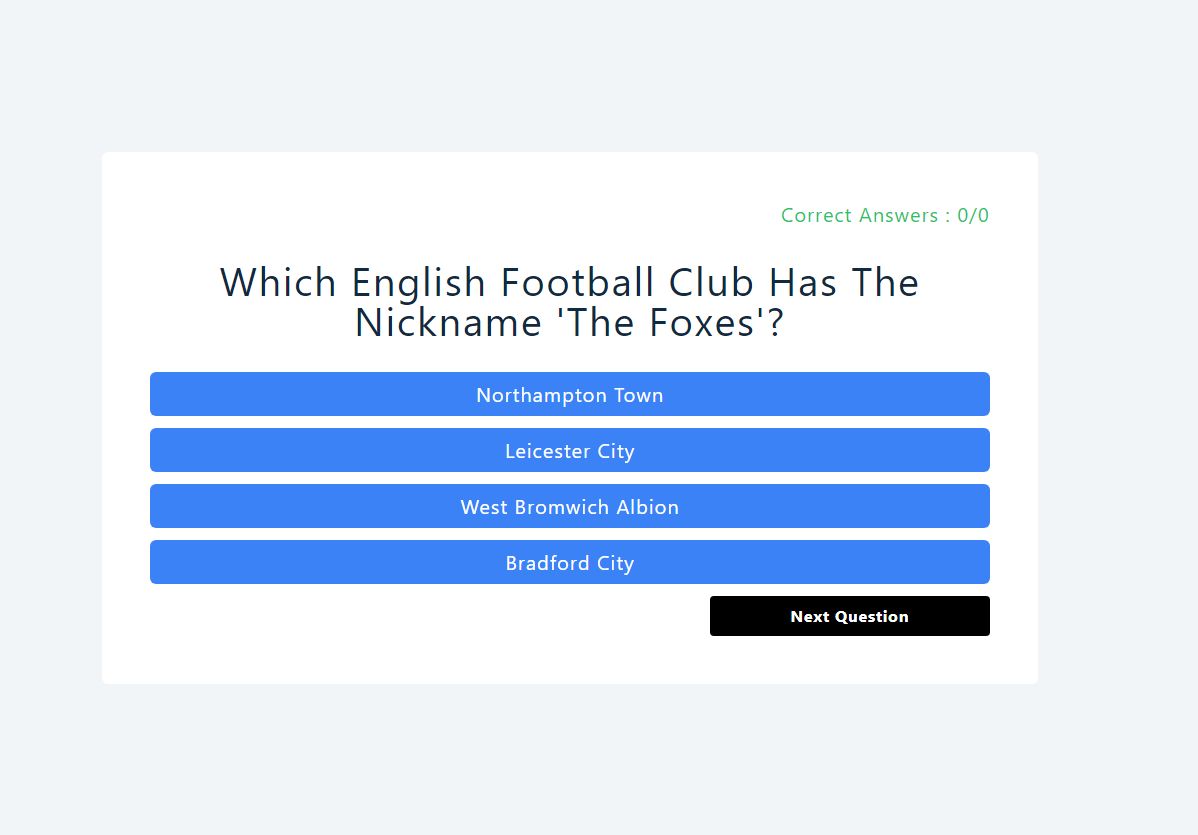 Correct Answers : 0/0
Which English Football Club Has The
Nickname 'The Foxes'?
Northampton Town
Leicester City
West Bromwich Albion
Bradford City
Next Question